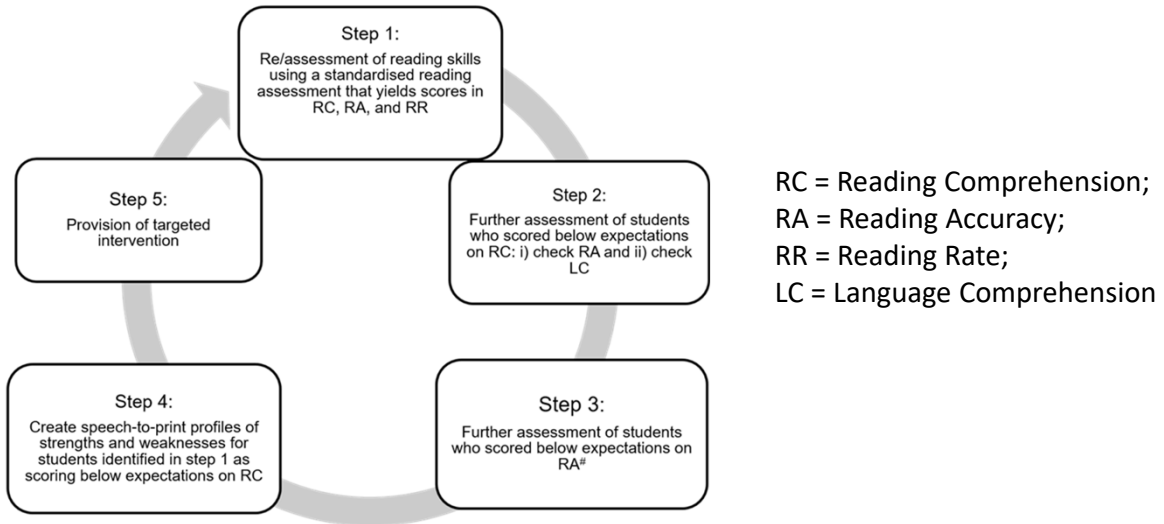 Step 1:
Re/assessment of reading skills
using a standardised reading
assessment that yields scores in
RC, RA, and RR
Step 2:
Further assessment of students
who scored below expectations
on RC: i) check RA and ii) check
LC
Step 3:
Further assessment of students
who scored below expectations on
RA#
Step 4:
Create speech-to-print profiles of
strengths and weaknesses for
students identified in step 1 as
scoring below expectations on RC
Step 5:
Provision of targeted
intervention
RC = Reading Comprehension;
RA = Reading Accuracy;
RR = Reading Rate;
LC = Language Comprehension